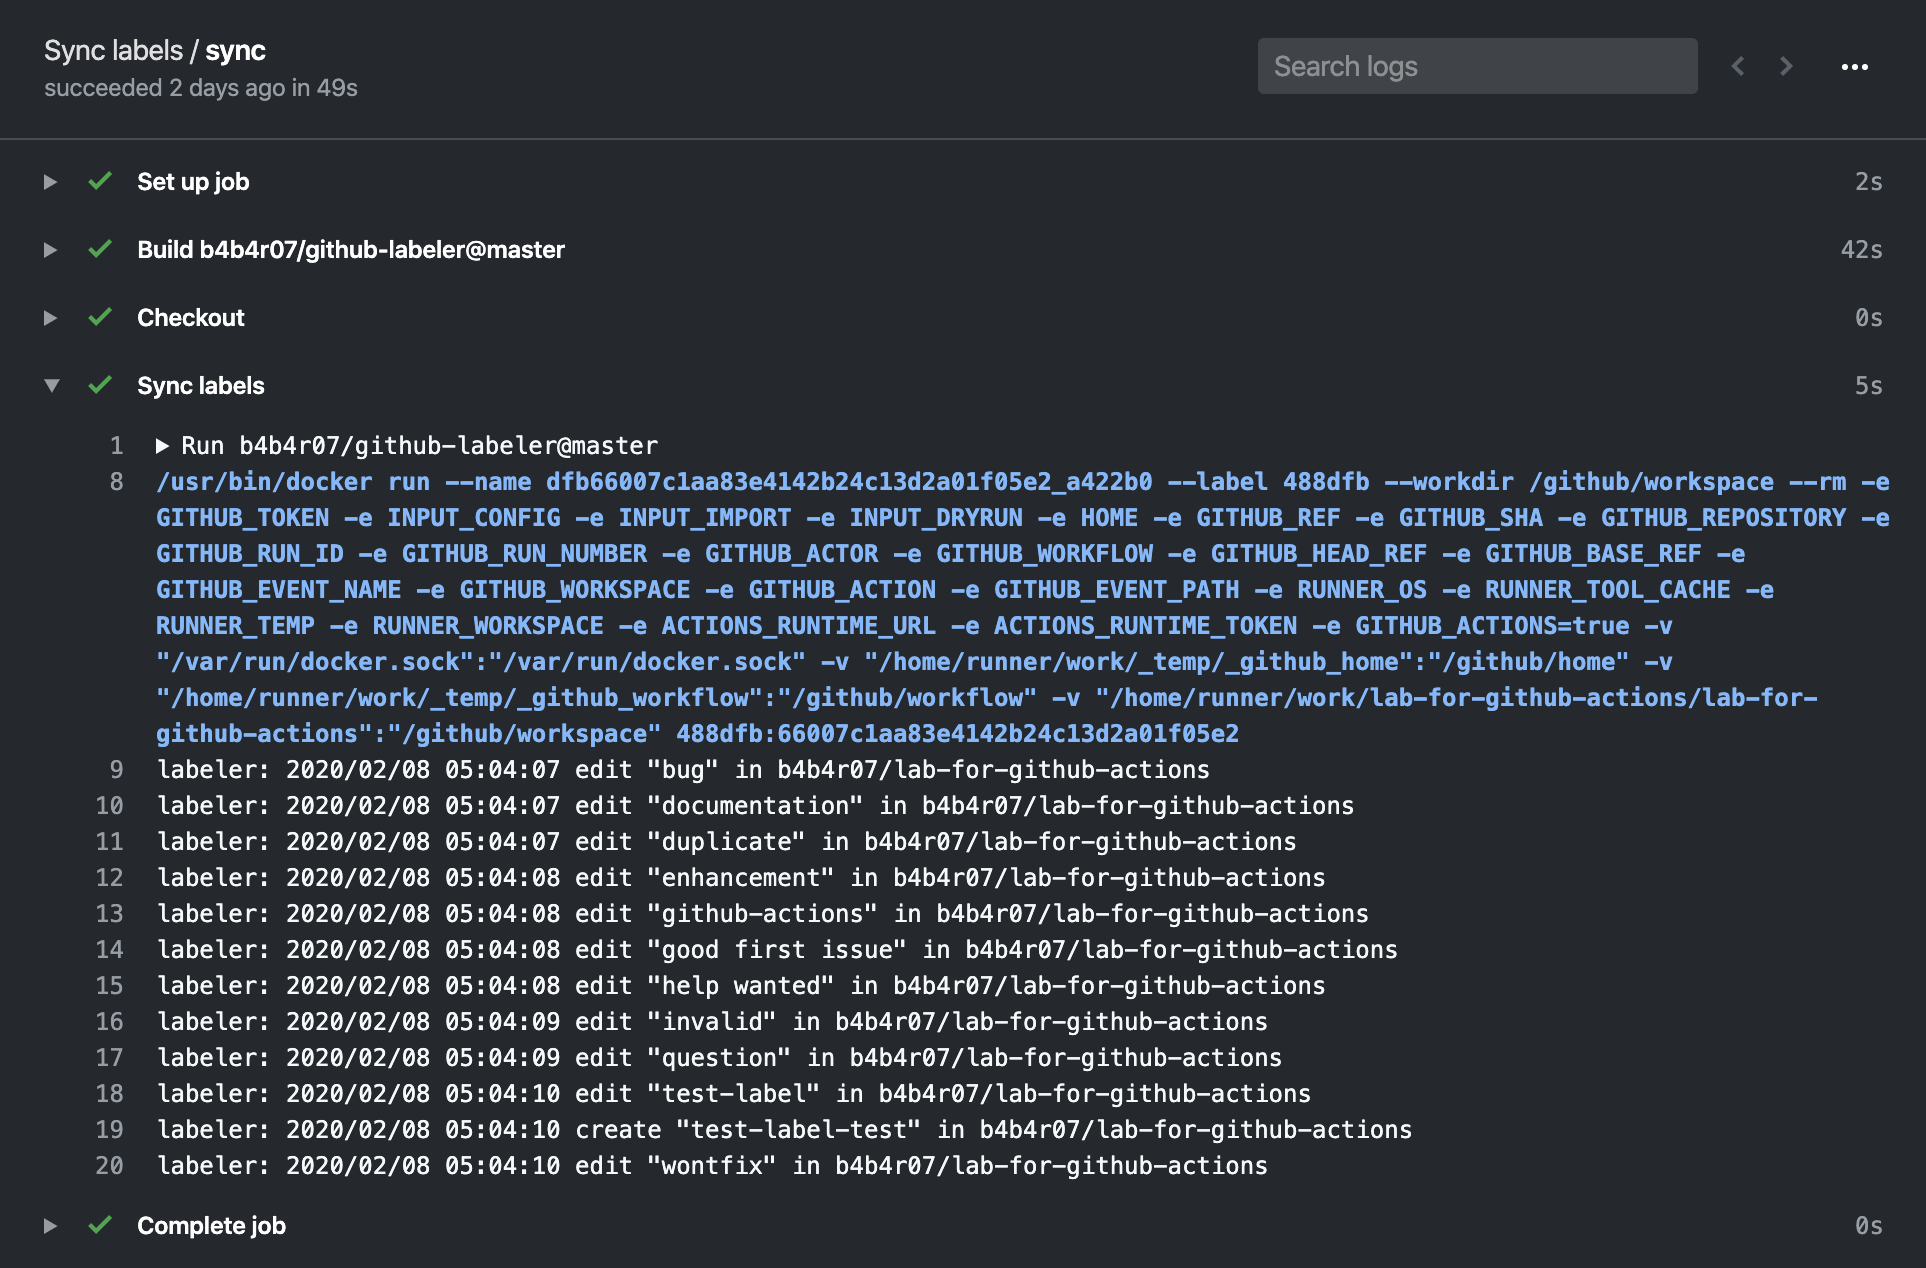 Sync labels / sync
succeeded 2 days ago in 49s
Search logs
Set up job 2s
Build b4b4r07/github-labeler@master 42s
Checkout 0s
Sync labels 5s
1 Run b4b4r07/github-labeler@master
8 /usr/bin/docker run --name dfb66007c1aa83e4142b24c13d2a01f05e2_a422b0 --label 488dfb --workdir /github/workspace --rm -e
GITHUB_TOKEN -e INPUT_CONFIG -e INPUT_IMPORT -e INPUT_DRYRUN -e HOME -e GITHUB_REF -e GITHUB_SHA -e GITHUB_REPOSITORY -e
GITHUB_RUN_ID -e GITHUB_RUN_NUMBER -e GITHUB_ACTOR -e GITHUB_WORKFLOW -e GITHUB_HEAD_REF -e GITHUB_BASE_REF -e
GITHUB_EVENT_NAME -e GITHUB_WORKSPACE -e GITHUB_ACTION -e GITHUB_EVENT_PATH -e RUNNER_OS -e RUNNER_TOOL_CACHE -e
RUNNER_TEMP -e RUNNER_WORKSPACE -e ACTIONS_RUNTIME_URL -e ACTIONS_RUNTIME_TOKEN -e GITHUB_ACTIONS=true -v
"/var/run/docker.sock":"/var/run/docker.sock" -v "/home/runner/work/_temp/_github_home":"/github/home" -v
"/home/runner/work/_temp/_github_workflow":"/github/workflow" -v "/home/runner/work/lab-for-github-actions/lab-for-
github-actions":"/github/workspace" 488dfb:66007c1aa83e4142b24c13d2a01f05e2
9 labeler: 2020/02/08 05:04:07 edit "bug" in b4b4r07/lab-for-github-actions
10 labeler: 2020/02/08 05:04:07 edit "documentation" in b4b4r07/lab-for-github-actions
11 labeler: 2020/02/08 05:04:07 edit "duplicate" in b4b4r07/lab-for-github-actions
12 labeler: 2020/02/08 05:04:08 edit "enhancement" in b4b4r07/lab-for-github-actions
13 labeler: 2020/02/08 05:04:08 edit "github-actions" in b4b4r07/lab-for-github-actions
14 labeler: 2020/02/08 05:04:08 edit "good first issue" in b4b4r07/lab-for-github-actions
15 labeler: 2020/02/08 05:04:08 edit "help wanted" in b4b4r07/lab-for-github-actions
16 labeler: 2020/02/08 05:04:09 edit "invalid" in b4b4r07/lab-for-github-actions
17 labeler: 2020/02/08 05:04:09 edit "question" in b4b4r07/lab-for-github-actions
18 labeler: 2020/02/08 05:04:10 edit "test-label" in b4b4r07/lab-for-github-actions
19 labeler: 2020/02/08 05:04:10 create "test-label-test" in b4b4r07/lab-for-github-actions
20 labeler: 2020/02/08 05:04:10 edit "wontfix" in b4b4r07/lab-for-github-actions
Complete job 0s